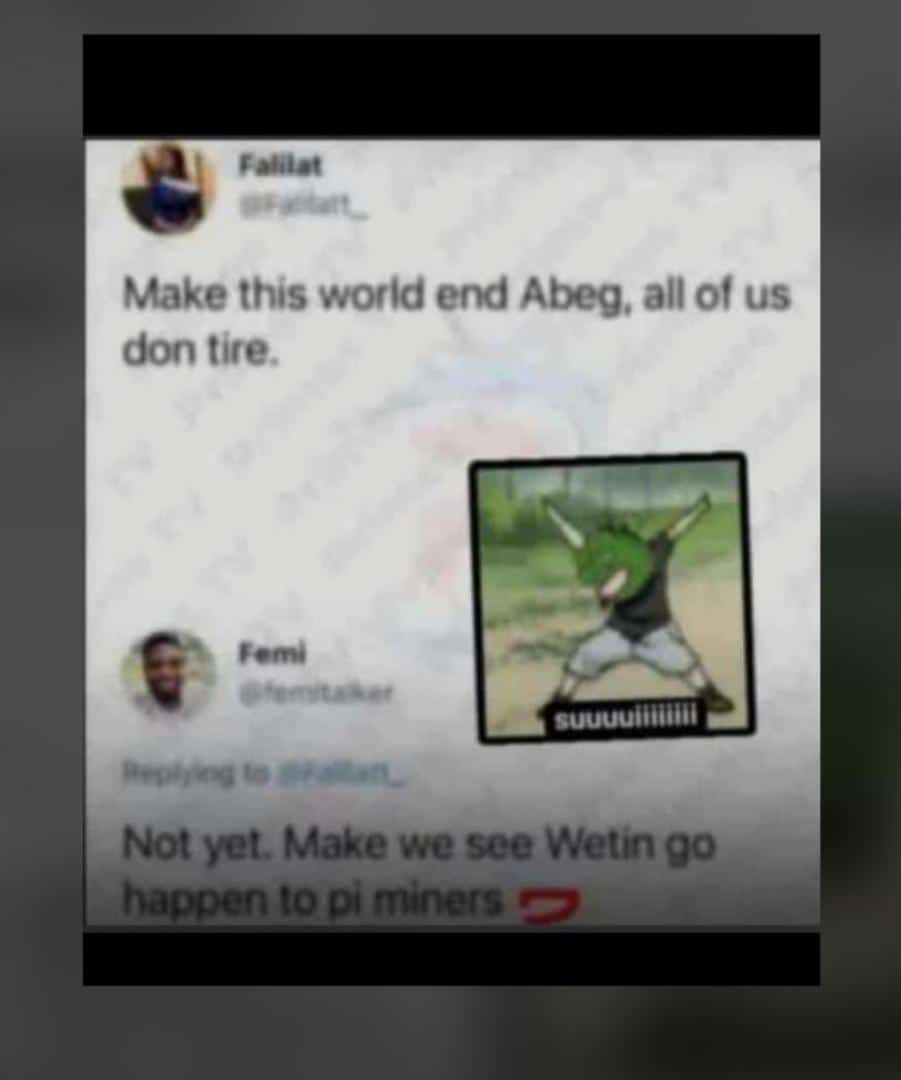 Falilat
@Falilatt_
Make this world end Abeg, all of us
don tire.
suuuuiiiiiiiii
Femi
@femitalker
Replying to @Falilatt_
Not yet. Make we see Wetin go
happen to pi miners